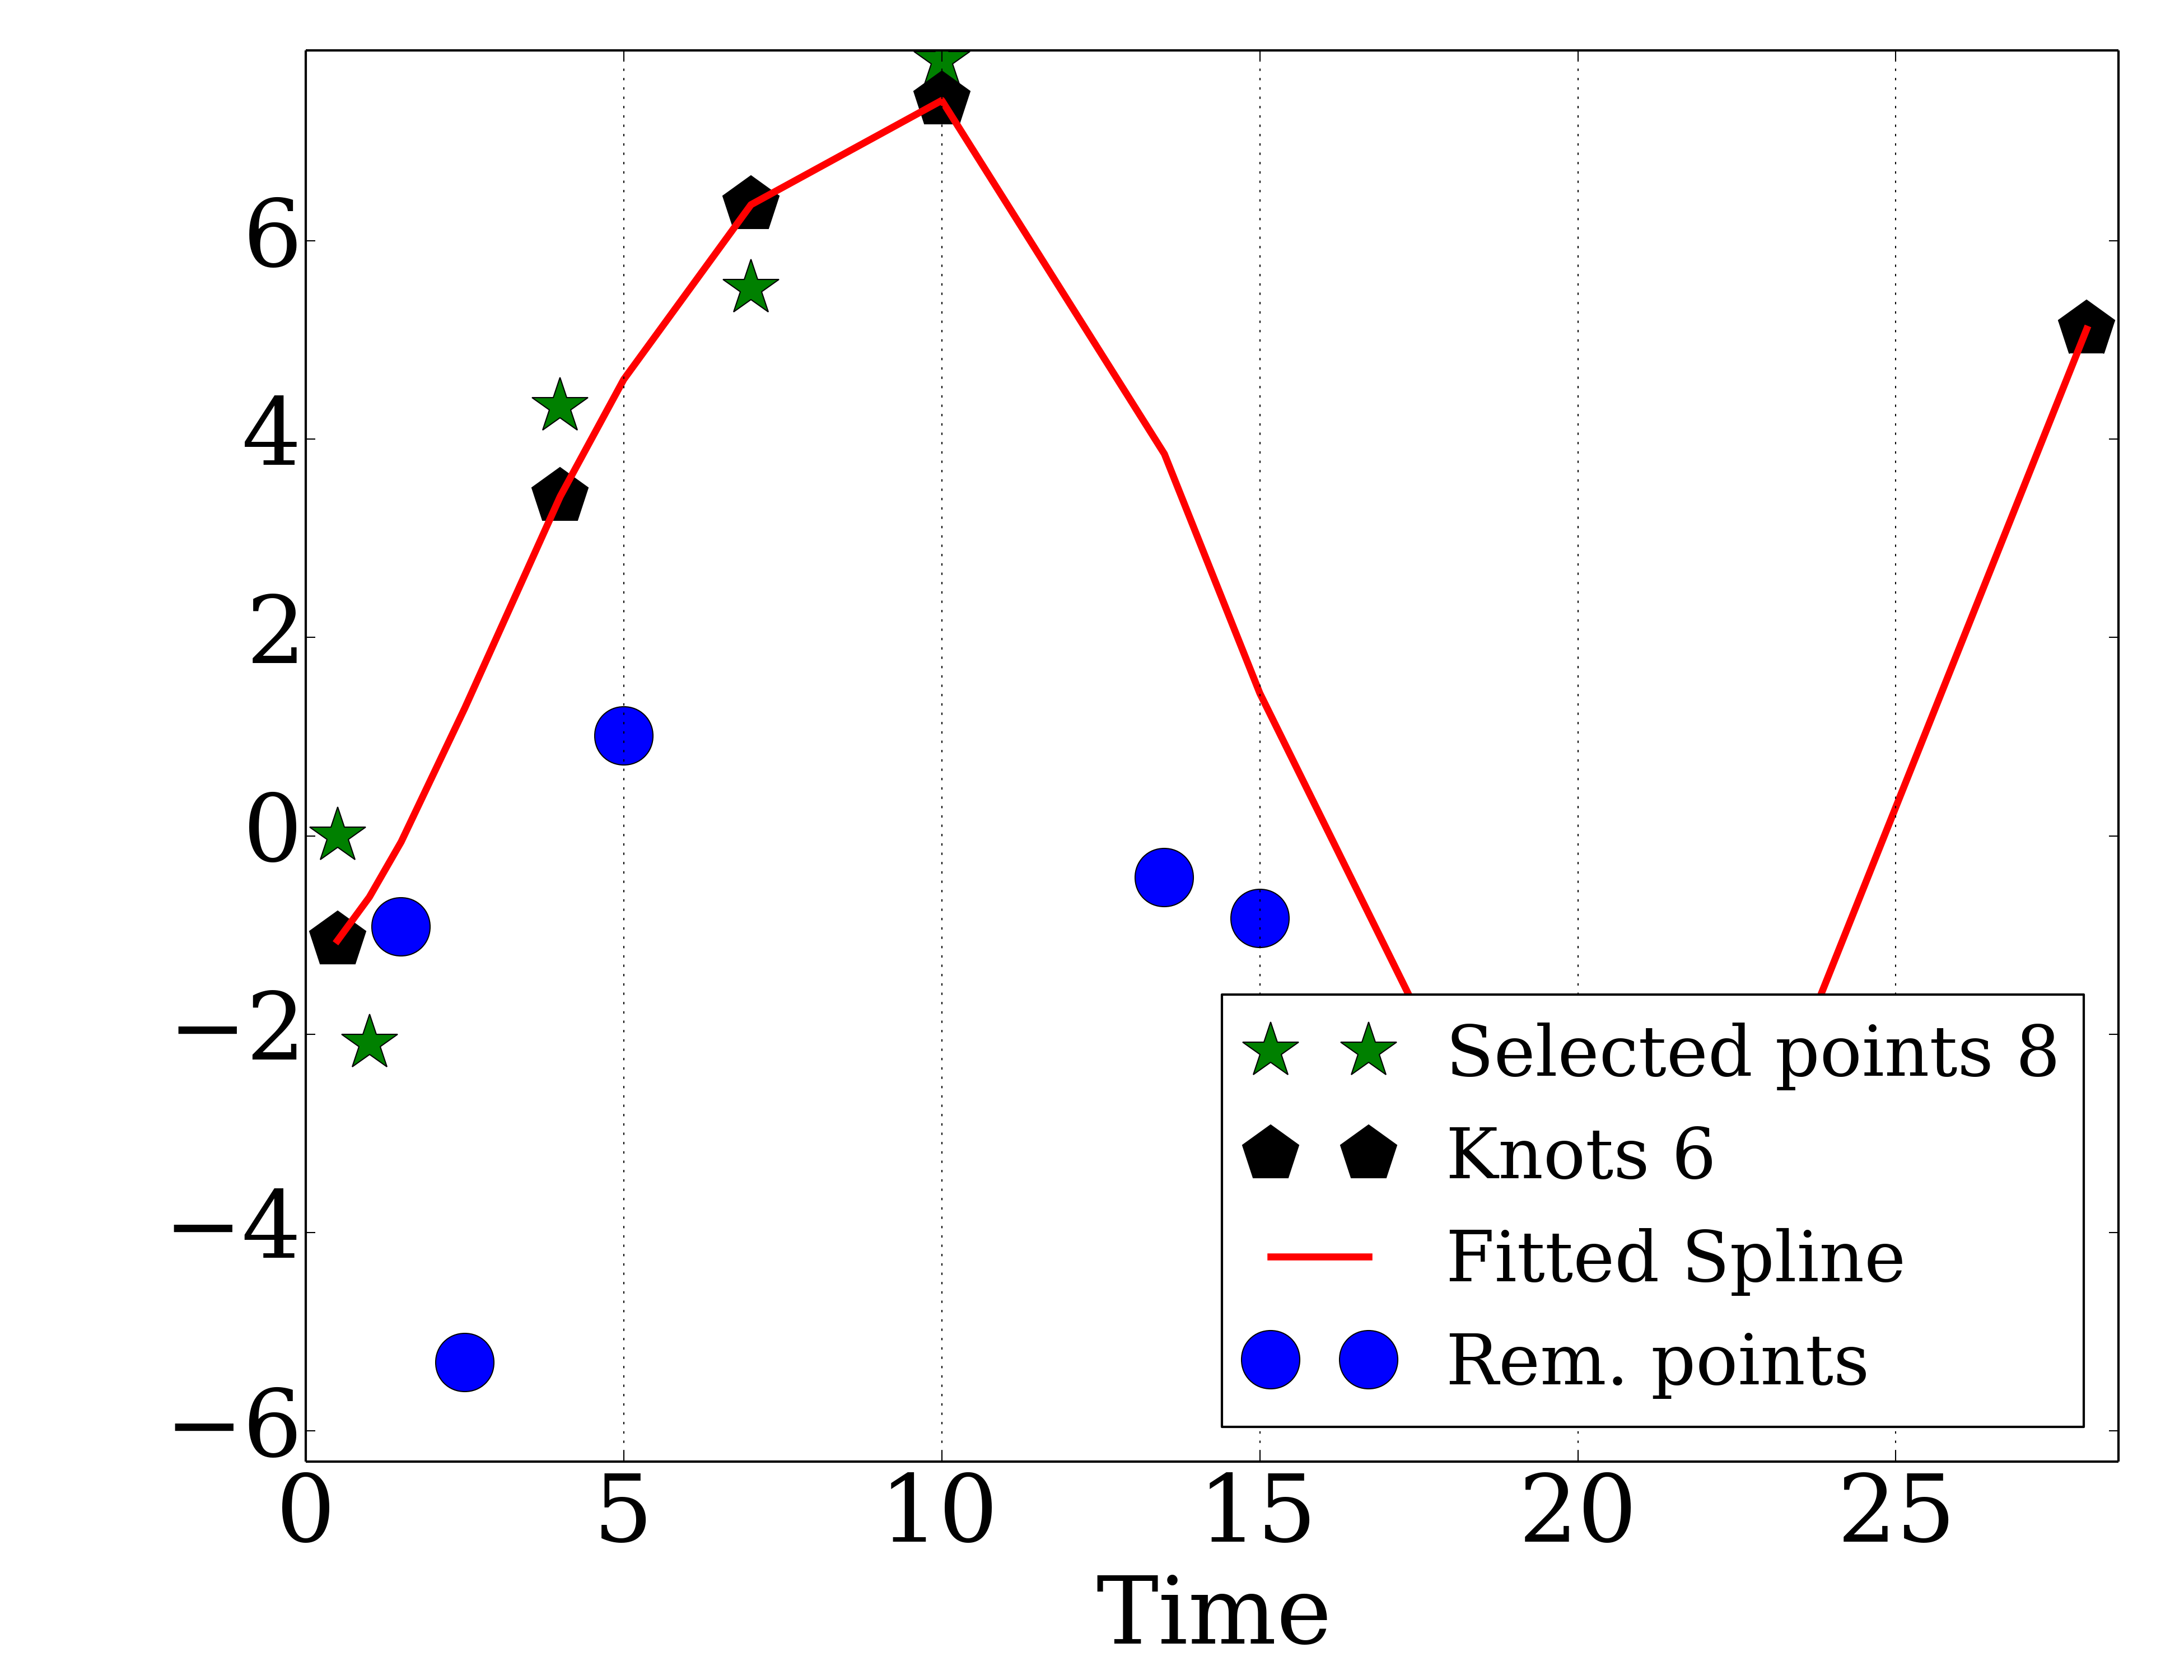 6
4
2
0
−2
−4
−6
0 5 10 15 20 25
Time
Selected points 8
Knots 6
Fitted Spline
Rem. points